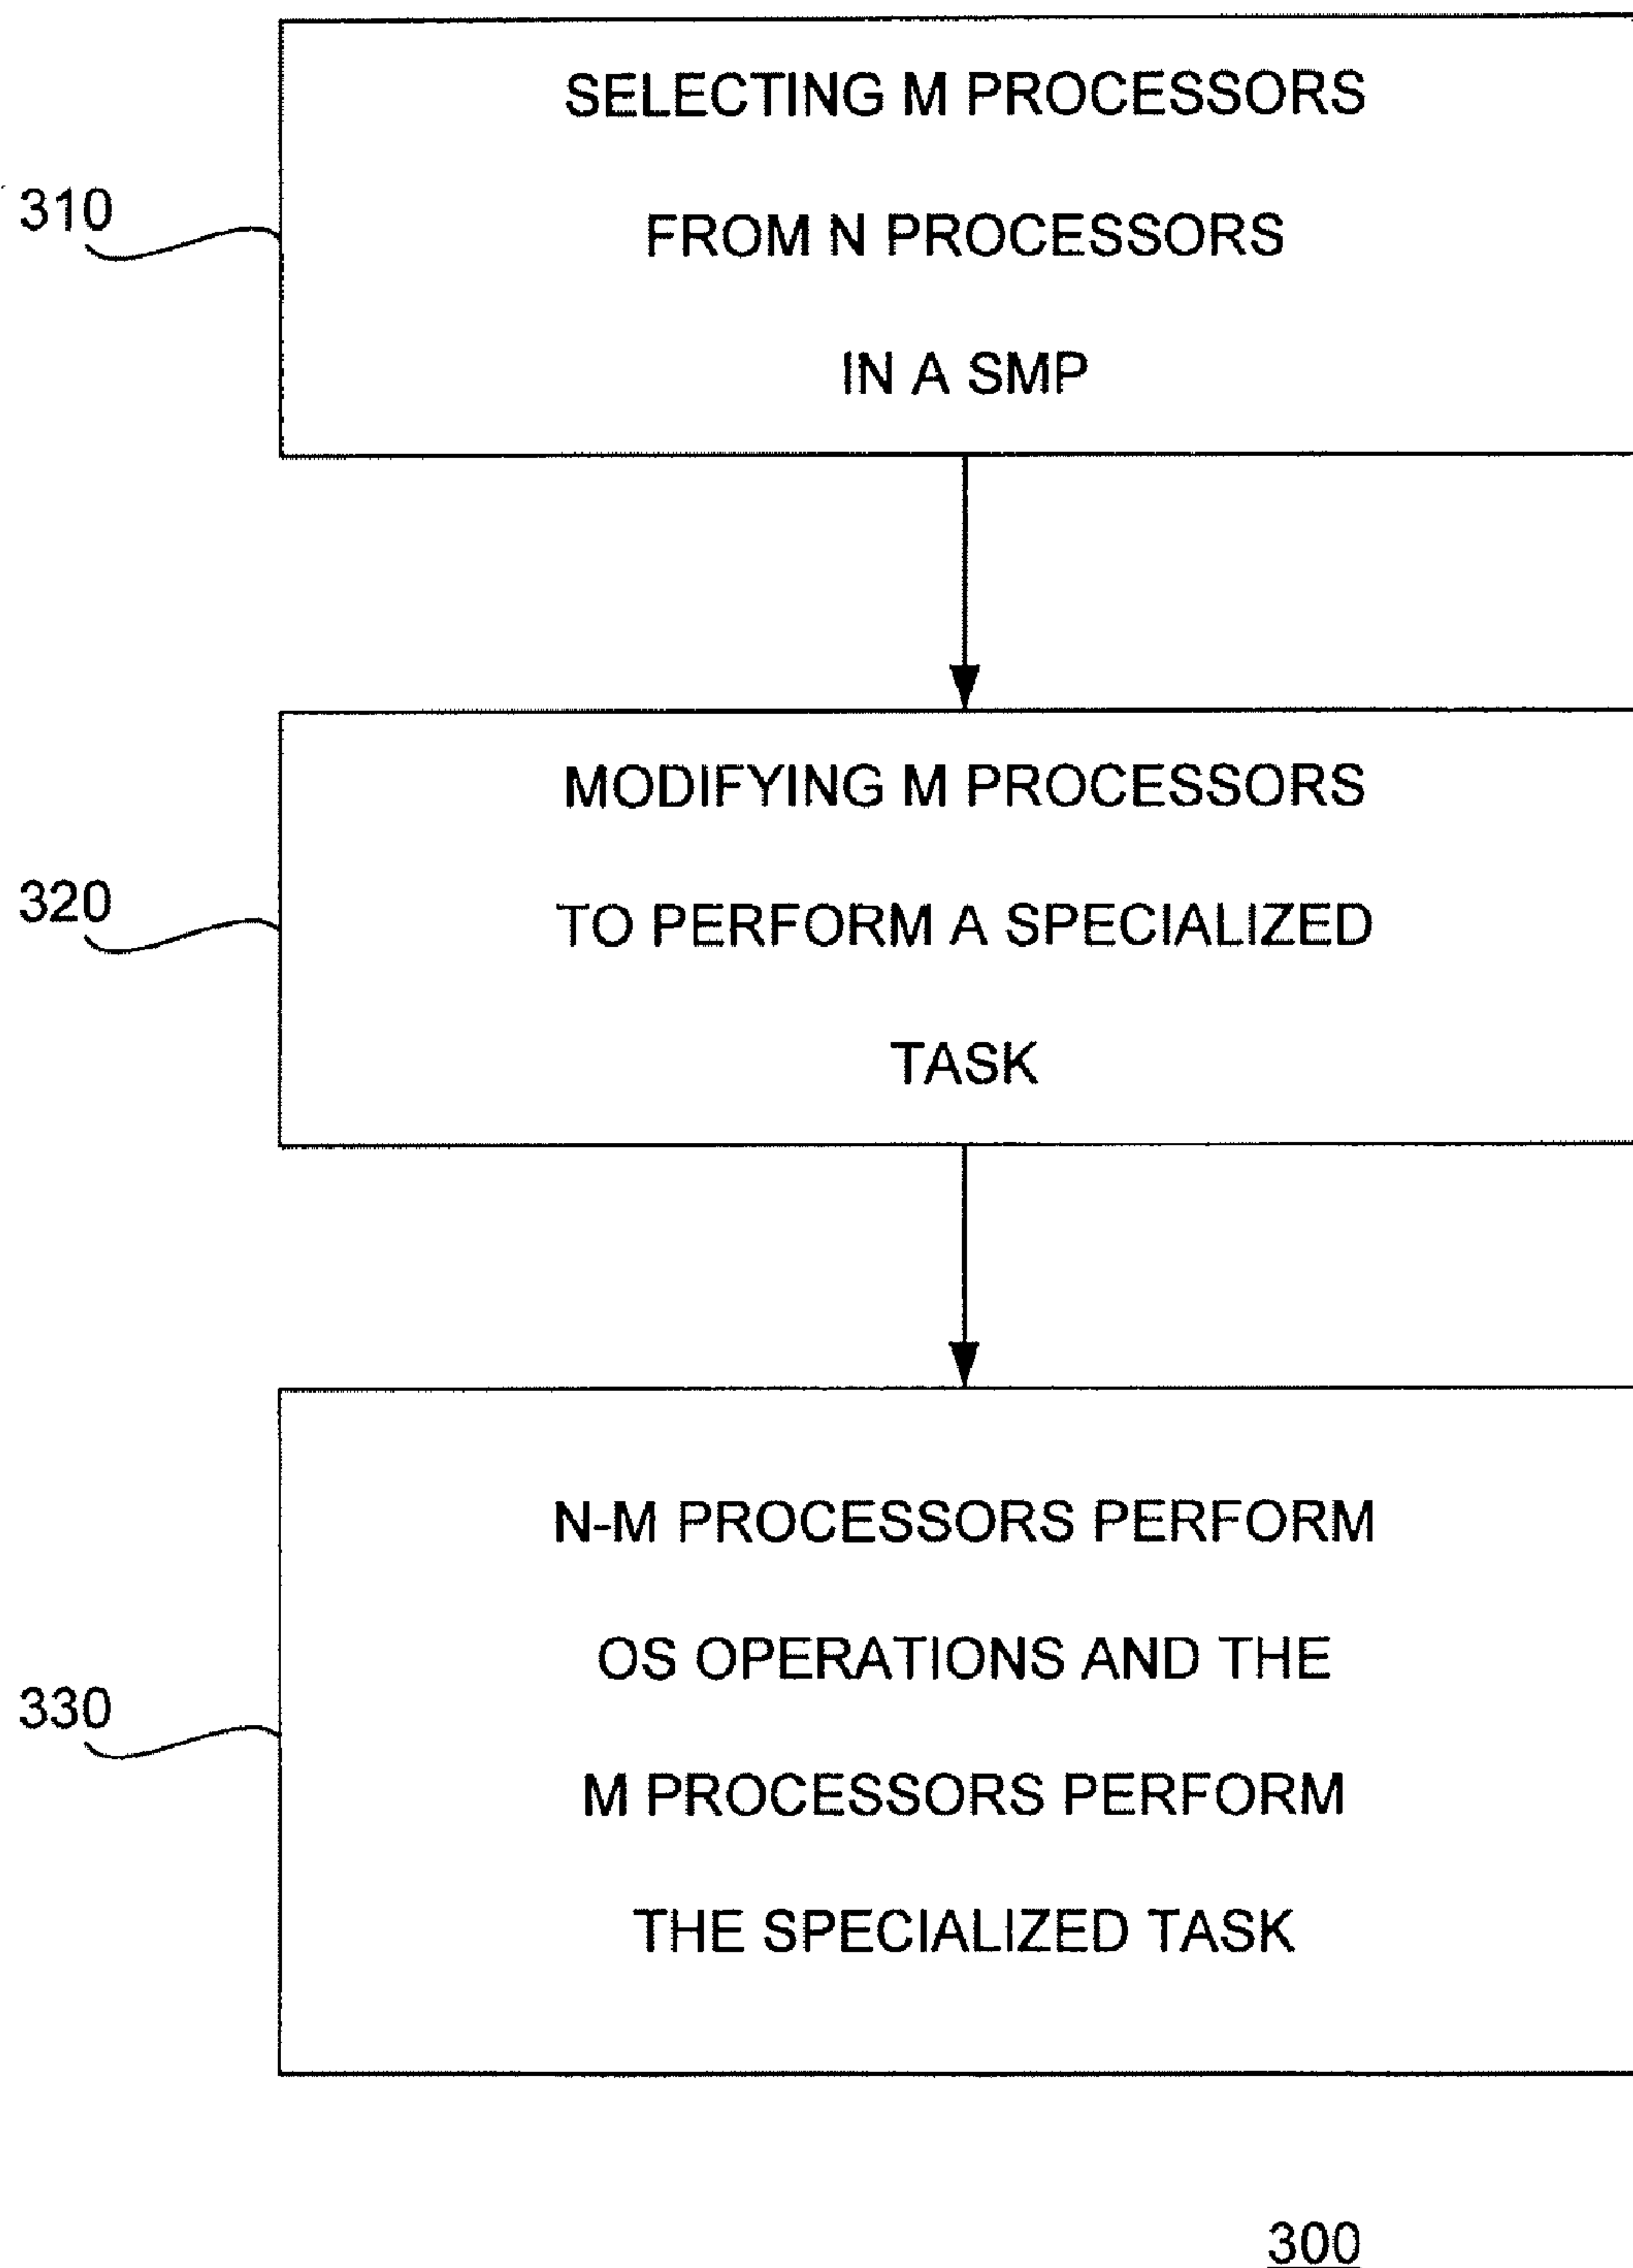 310
SELECTING M PROCESSORS
FROM N PROCESSORS
IN A SMP
320
MODIFYING M PROCESSORS
TO PERFORM A SPECIALIZED
TASK
330
N-M PROCESSORS PERFORM
OS OPERATIONS AND THE
M PROCESSORS PERFORM
THE SPECIALIZED TASK
300